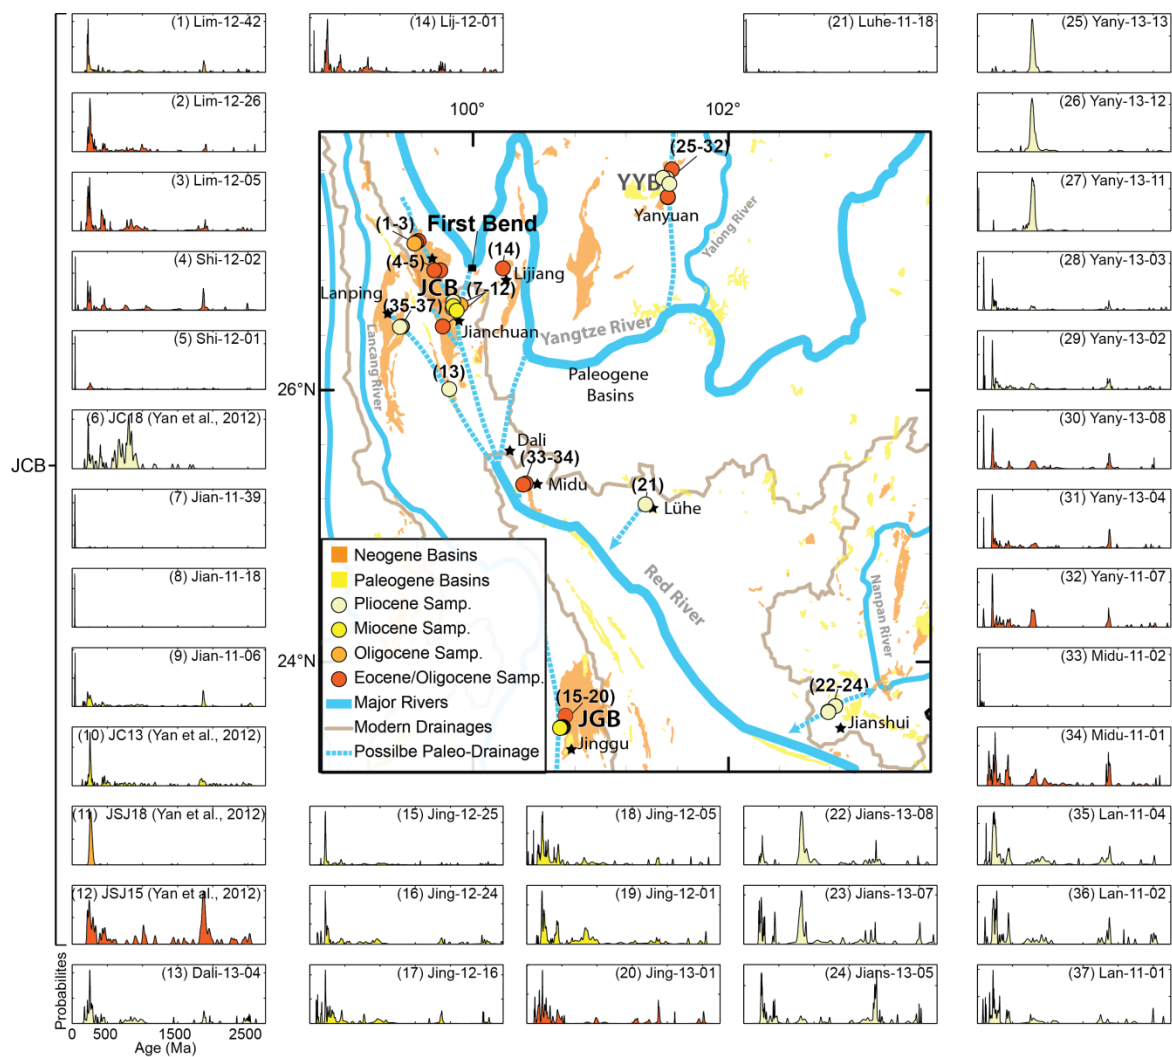 (1) Lim-12-42
(14) Lij-12-01
(21) Luhe-11-18
(25) Yany-13-13
(2) Lim-12-26
(26) Yany-13-12
100°
102°
(3) Lim-12-05
(27) Yany-13-11
(25-32)
YYB
Yanyuan
Yalong River
(1-3)
First Bend
(4) Shi-12-02
(28) Yany-13-03
(4-5)
(14)
Lijiang
JCB
(7-12)
Lanping
(35-37)
Jianchuan
Lancang River
Yangtze River
(5) Shi-12-01
(29) Yany-13-02
(13)
26°N
Paleogene
Basins
(6) JC18 (Yan et al., 2012)
(30) Yany-13-08
JCB
Dali
(33-34)
Midu
(21)
Lühe
(7) Jian-11-39
(31) Yany-13-04
Red River
Nanpan River
Neogene Basins
Paleogene Basins
Pliocene Samp.
Miocene Samp.
Oligocene Samp.
Eocene/Oligocene Samp.
Major Rivers
Modern Drainages
Possilbe Paleo-Drainage
(8) Jian-11-18
(32) Yany-11-07
(9) Jian-11-06
(33) Midu-11-02
24°N
(22-24)
Jianshui
(15-20)
JGB
Jinggu
(10) JC13 (Yan et al., 2012)
(34) Midu-11-01
(11) JSJ18 (Yan et al., 2012)
(15) Jing-12-25
(18) Jing-12-05
(22) Jians-13-08
(35) Lan-11-04
(12) JSJ15 (Yan et al., 2012)
(16) Jing-12-24
(19) Jing-12-01
(23) Jians-13-07
(36) Lan-11-02
Probabilites
(13) Dali-13-04
(17) Jing-12-16
(20) Jing-13-01
(24) Jians-13-05
(37) Lan-11-01
0 500 1500 2500
Age (Ma)